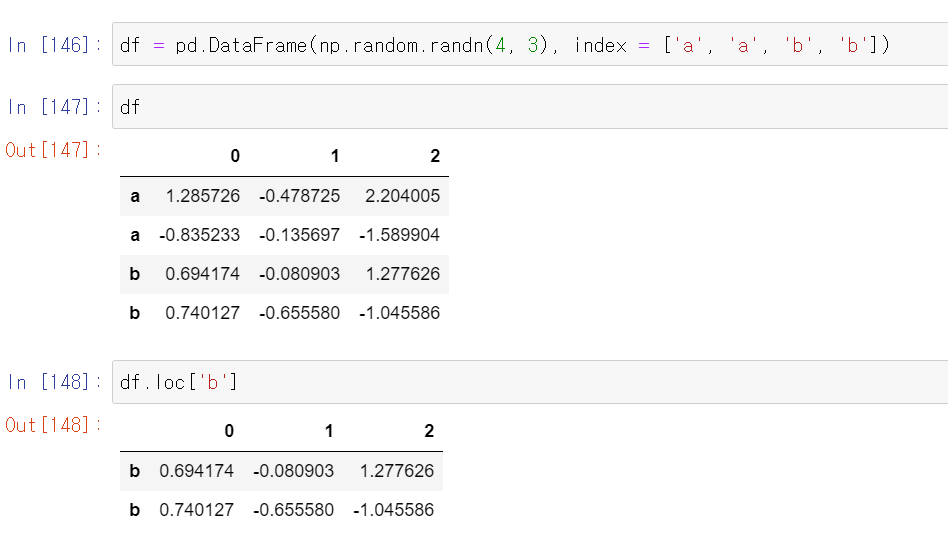 In [146]: df = pd.DataFrame(np.random.randn(4, 3), index = ['a', 'a', 'b', 'b'])
In [147]: df
Out[147]:
0 1 2
a 1.285726 -0.478725 2.204005
a -0.835233 -0.135697 -1.589904
b 0.694174 -0.080903 1.277626
b 0.740127 -0.655580 -1.045586
In [148]: df.loc['b']
Out[148]:
0 1 2
b 0.694174 -0.080903 1.277626
b 0.740127 -0.655580 -1.045586